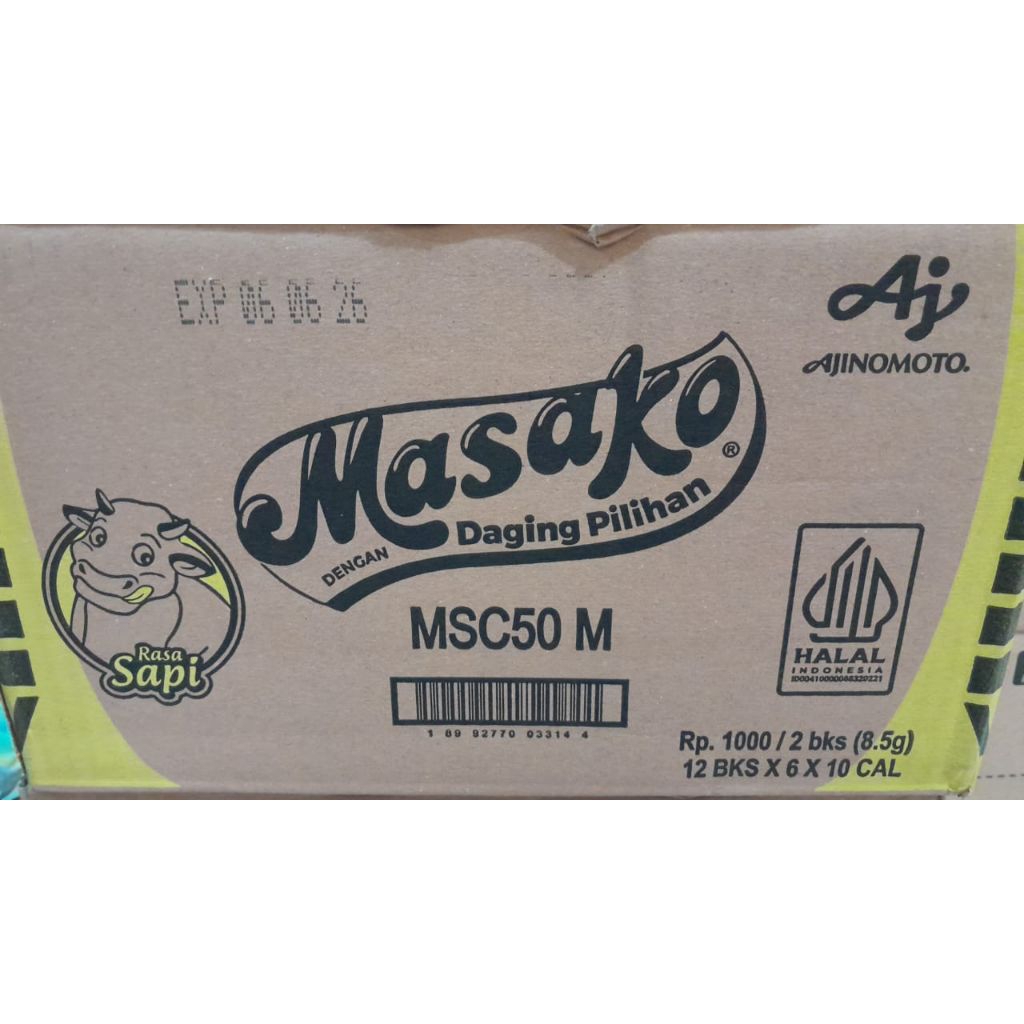 EXP 06 06 26
Aj
AJINOMOTO.
Masako®
DENGAN Daging Pilihan
Rasa
Sapi
MSC50 M
1 89 92770 03314 4
HALAL
INDONESIA
ID00410000086320221
Rp. 1000 / 2 bks (8.5g)
12 BKS X 6 X 10 CAL